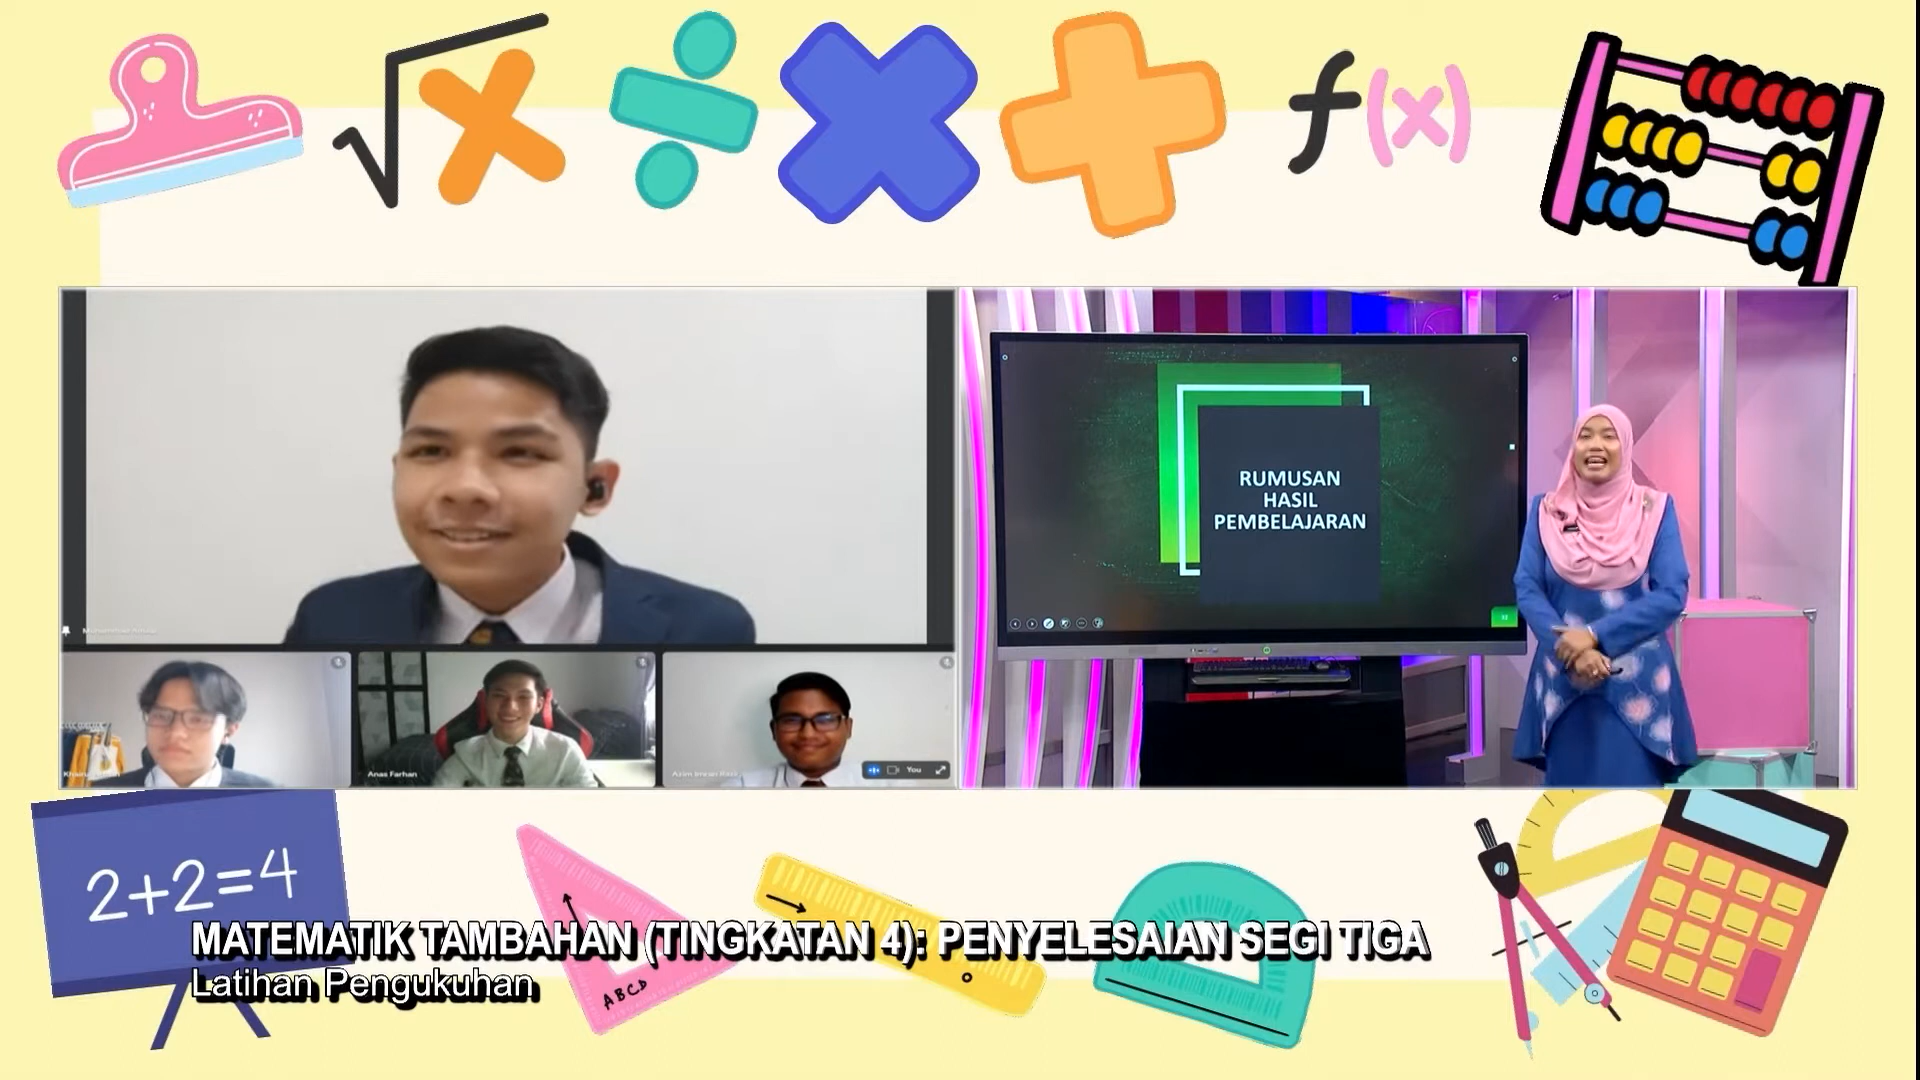 √x ÷ × + f(x)
RUMUSAN
HASIL
PEMBELAJARAN
Anas Farhan
You
2+2=4
ABCD
MATEMATIK TAMBAHAN (TINGKATAN 4): PENYELESAIAN SEGI TIGA
Latihan Pengukuhan